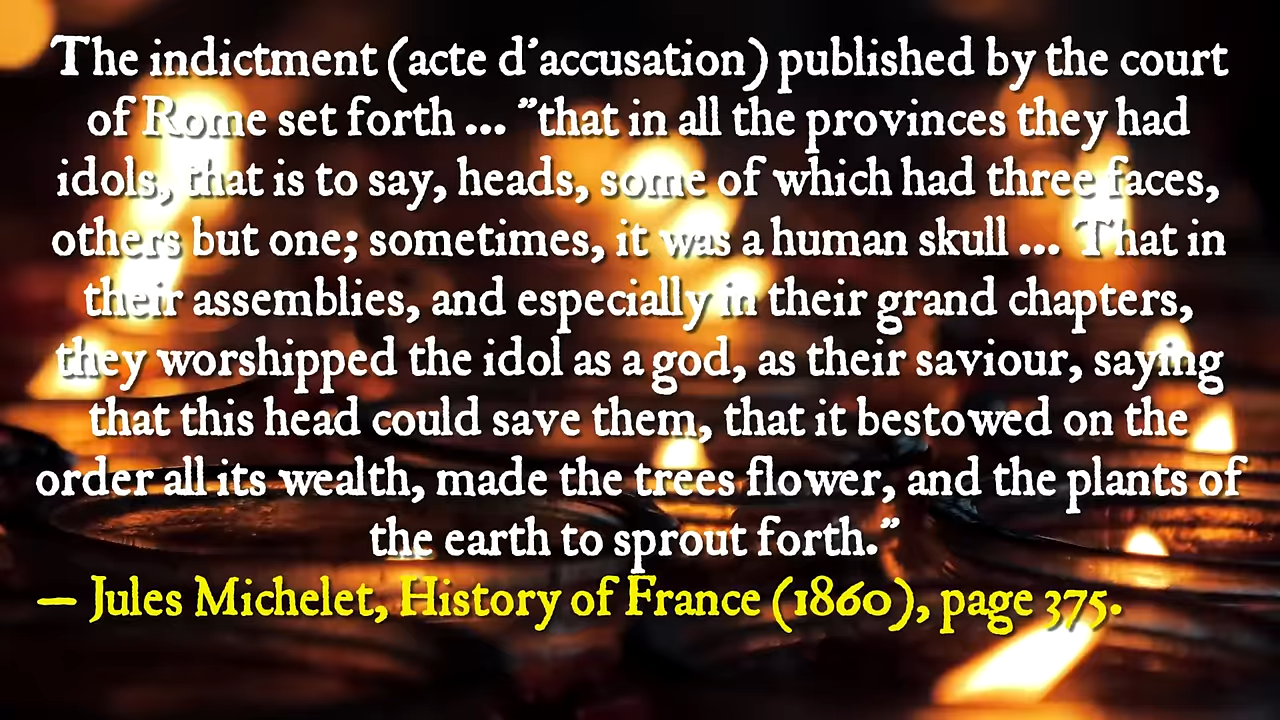 The indictment (acte d'accusation) published by the court
of Rome set forth ... "that in all the provinces they had
idols, that is to say, heads, some of which had three faces,
others but one; sometimes, it was a human skull ... That in
their assemblies, and especially in their grand chapters,
they worshipped the idol as a god, as their saviour, saying
that this head could save them, that it bestowed on the
order all its wealth, made the trees flower, and the plants of
the earth to sprout forth."
— Jules Michelet, History of France (1860), page 375.